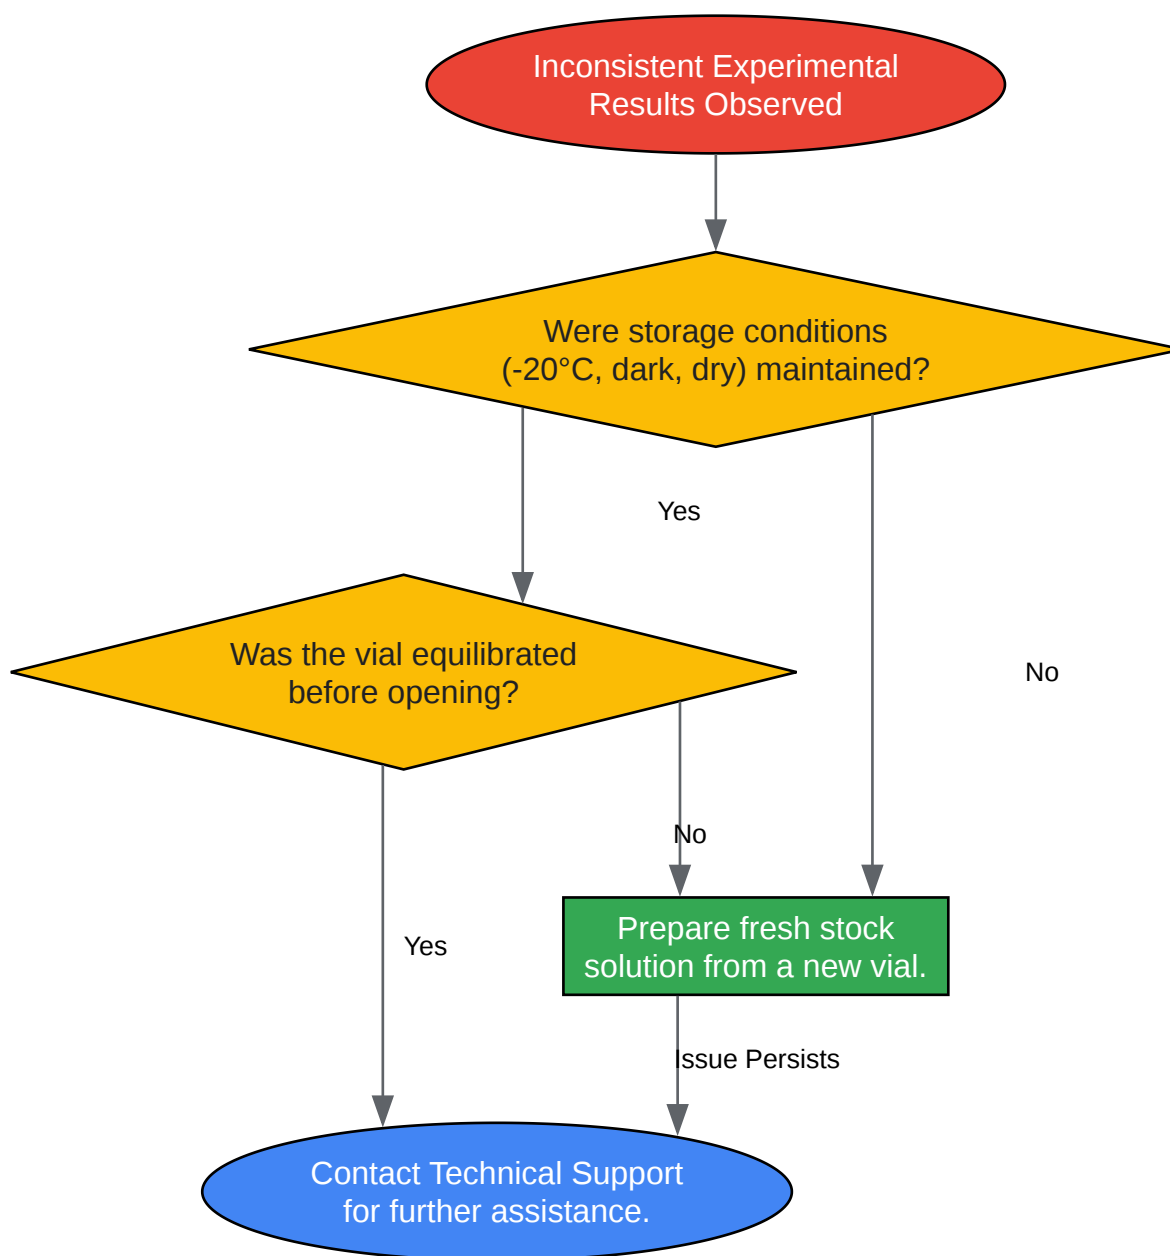 Inconsistent Experimental
Results Observed
Were storage conditions
(-20°C, dark, dry) maintained?
Yes
Was the vial equilibrated
before opening?
No
No
Prepare fresh stock
solution from a new vial.
Yes
Issue Persists
Contact Technical Support
for further assistance.